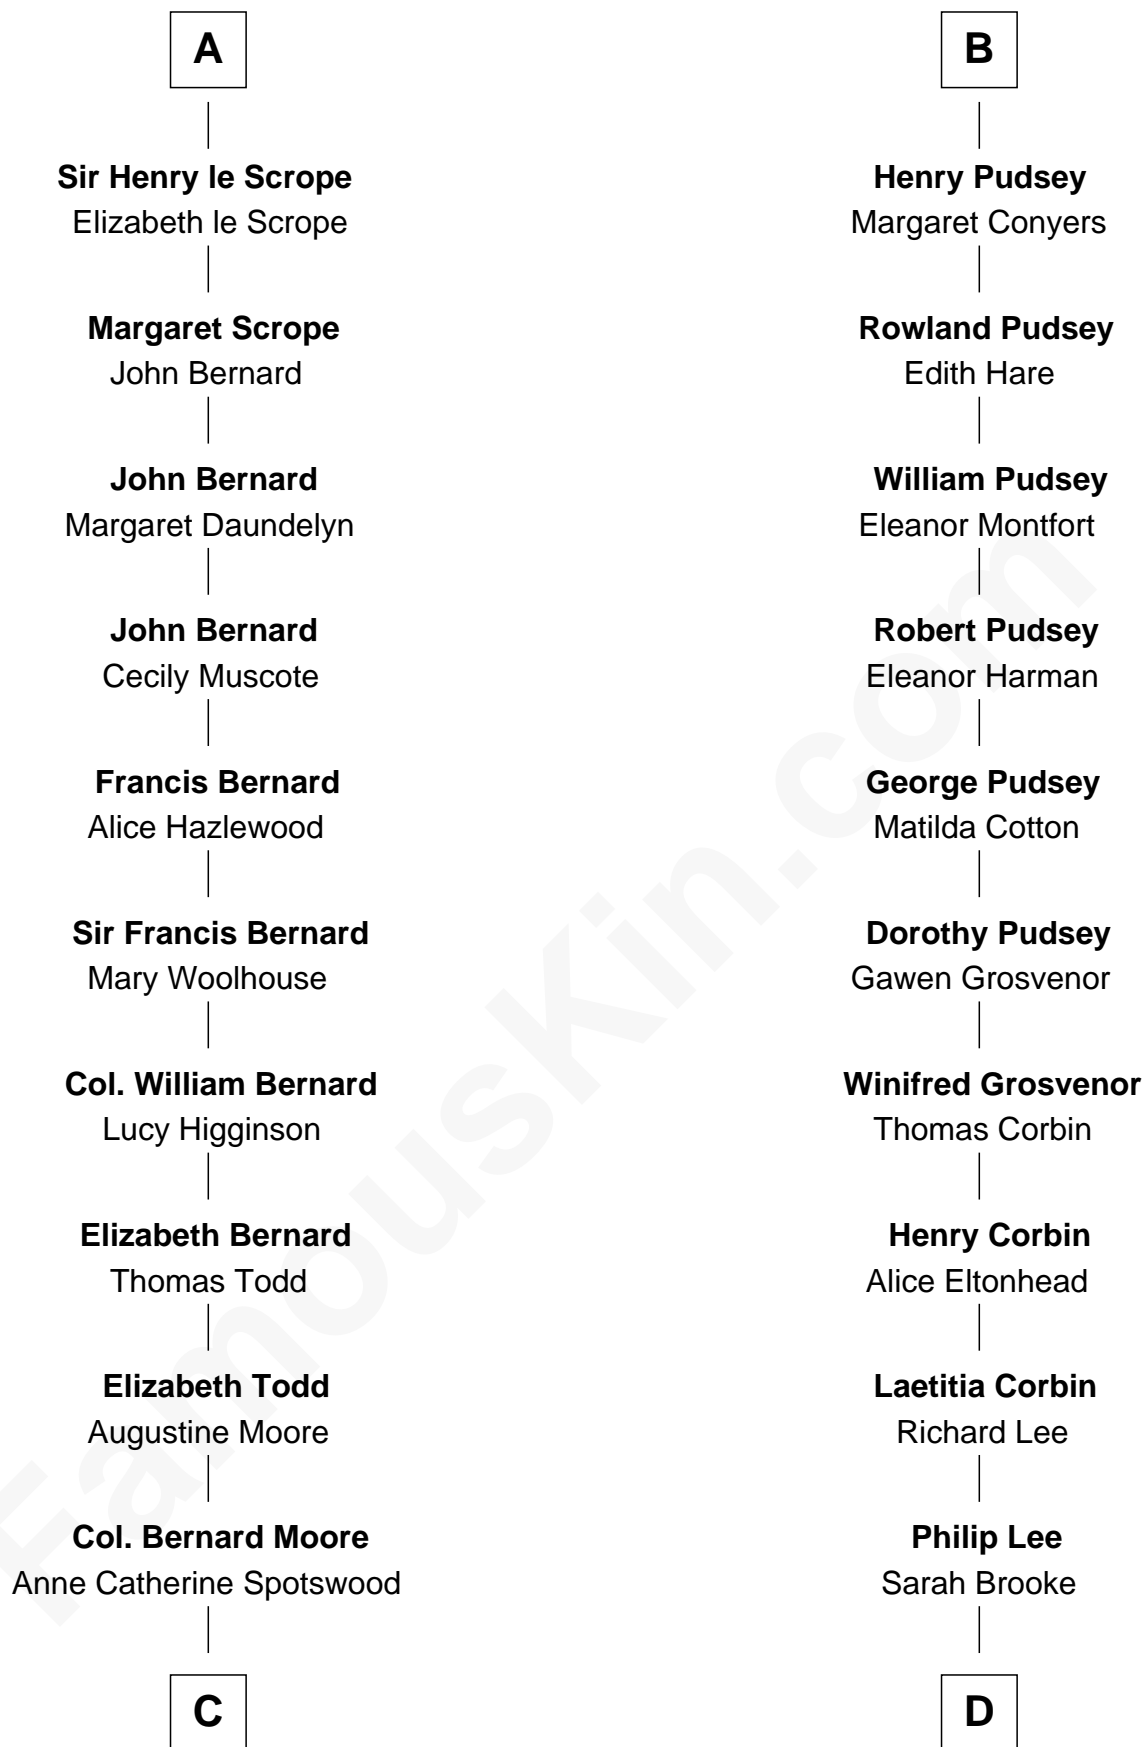 A
Sir Henry le Scrope
Elizabeth le Scrope
Margaret Scrope
John Bernard
John Bernard
Margaret Daundelyn
John Bernard
Cecily Muscote
Francis Bernard
Alice Hazlewood
Sir Francis Bernard
Mary Woolhouse
Col. William Bernard
Lucy Higginson
Elizabeth Bernard
Thomas Todd
Elizabeth Todd
Augustine Moore
Col. Bernard Moore
Anne Catherine Spotswood
C
B
Henry Pudsey
Margaret Conyers
Rowland Pudsey
Edith Hare
William Pudsey
Eleanor Montfort
Robert Pudsey
Eleanor Harman
George Pudsey
Matilda Cotton
Dorothy Pudsey
Gawen Grosvenor
Winifred Grosvenor
Thomas Corbin
Henry Corbin
Alice Eltonhead
Laetitia Corbin
Richard Lee
Philip Lee
Sarah Brooke
D
FamousKin.com